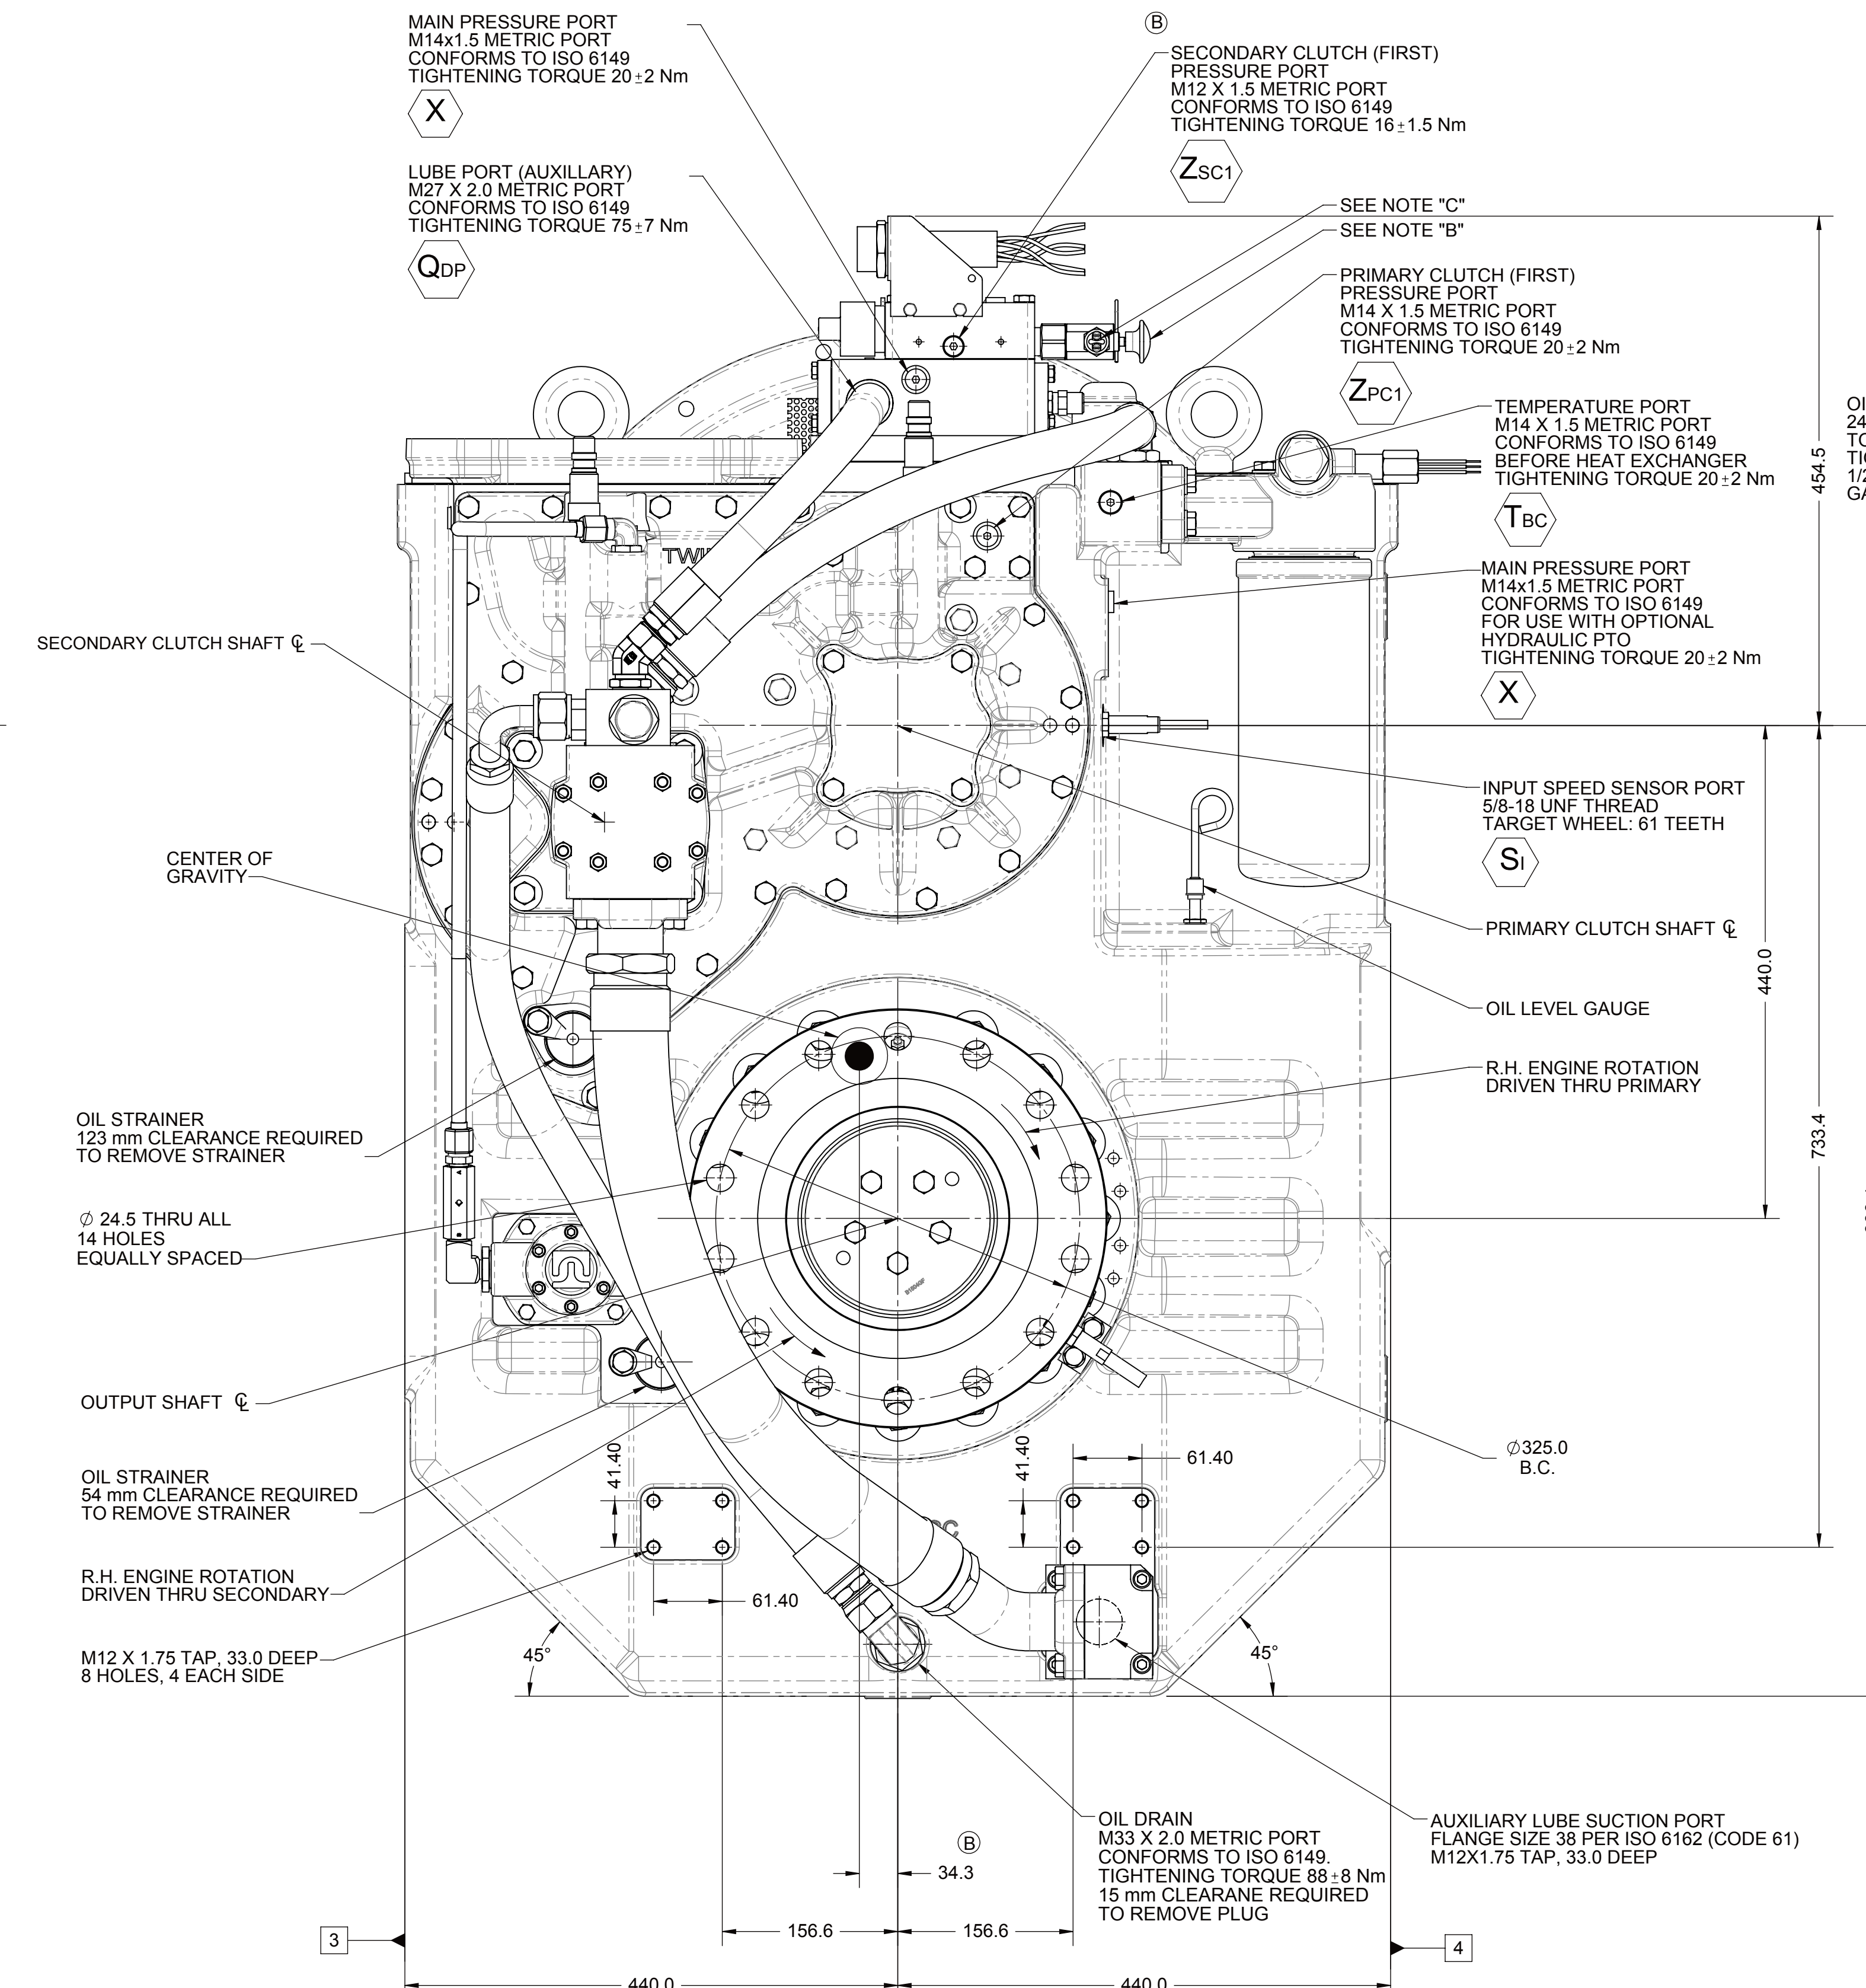 MAIN PRESSURE PORT
M14x1.5 METRIC PORT
CONFORMS TO ISO 6149
TIGHTENING TORQUE 20±2 Nm
X
LUBE PORT (AUXILLARY)
M27 X 2.0 METRIC PORT
CONFORMS TO ISO 6149
TIGHTENING TORQUE 75±7 Nm
QDP
B
SECONDARY CLUTCH (FIRST)
PRESSURE PORT
M12 X 1.5 METRIC PORT
CONFORMS TO ISO 6149
TIGHTENING TORQUE 16±1.5 Nm
ZSC1
SEE NOTE "C"
SEE NOTE "B"
PRIMARY CLUTCH (FIRST)
PRESSURE PORT
M14 X 1.5 METRIC PORT
CONFORMS TO ISO 6149
TIGHTENING TORQUE 20±2 Nm
ZPC1
TEMPERATURE PORT
M14 X 1.5 METRIC PORT
CONFORMS TO ISO 6149
BEFORE HEAT EXCHANGER
TIGHTENING TORQUE 20±2 Nm
TBC
MAIN PRESSURE PORT
M14x1.5 METRIC PORT
CONFORMS TO ISO 6149
FOR USE WITH OPTIONAL
HYDRAULIC PTO
TIGHTENING TORQUE 20±2 Nm
X
454.5
OI
24
TO
TIG
1/2
GA
TWI
SECONDARY CLUTCH SHAFT ℄
INPUT SPEED SENSOR PORT
5/8-18 UNF THREAD
TARGET WHEEL: 61 TEETH
SI
CENTER OF
GRAVITY
PRIMARY CLUTCH SHAFT ℄
440.0
OIL LEVEL GAUGE
R.H. ENGINE ROTATION
DRIVEN THRU PRIMARY
733.4
OIL STRAINER
123 mm CLEARANCE REQUIRED
TO REMOVE STRAINER
Ø 24.5 THRU ALL
14 HOLES
EQUALLY SPACED
OUTPUT SHAFT ℄
OIL STRAINER
54 mm CLEARANCE REQUIRED
TO REMOVE STRAINER
41.40
41.40
61.40
Ø325.0
B.C.
R.H. ENGINE ROTATION
DRIVEN THRU SECONDARY
61.40
M12 X 1.75 TAP, 33.0 DEEP
8 HOLES, 4 EACH SIDE
45°
45°
OIL DRAIN
M33 X 2.0 METRIC PORT
CONFORMS TO ISO 6149.
TIGHTENING TORQUE 88±8 Nm
15 mm CLEARANE REQUIRED
TO REMOVE PLUG
AUXILIARY LUBE SUCTION PORT
FLANGE SIZE 38 PER ISO 6162 (CODE 61)
M12X1.75 TAP, 33.0 DEEP
B
34.3
156.6
156.6
3
4
440.0
440.0